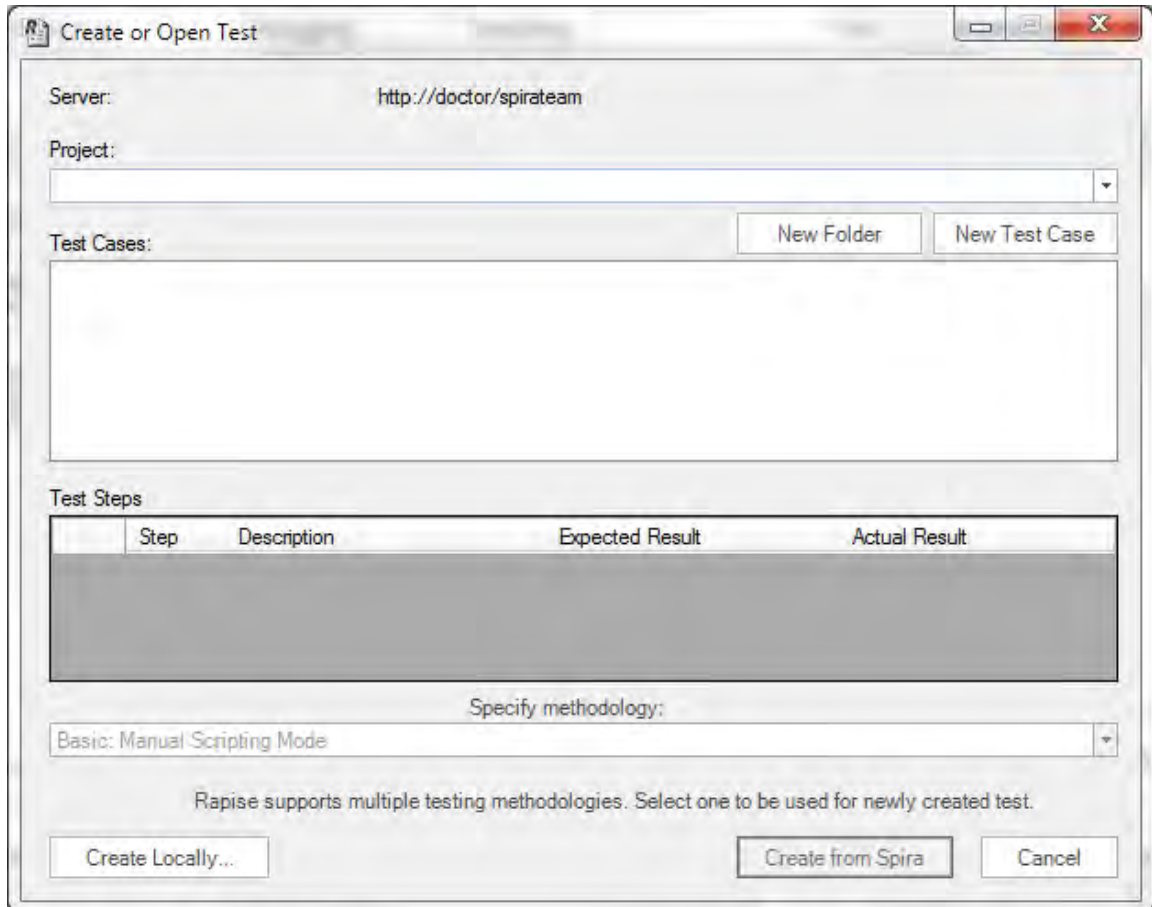 Create or Open Test
Server: http://doctor/spirateam
Project:
New Folder New Test Case
Test Cases:
Test Steps
Step Description Expected Result Actual Result
Specify methodology:
Basic: Manual Scripting Mode
Rapise supports multiple testing methodologies. Select one to be used for newly created test.
Create Locally... Create from Spira Cancel